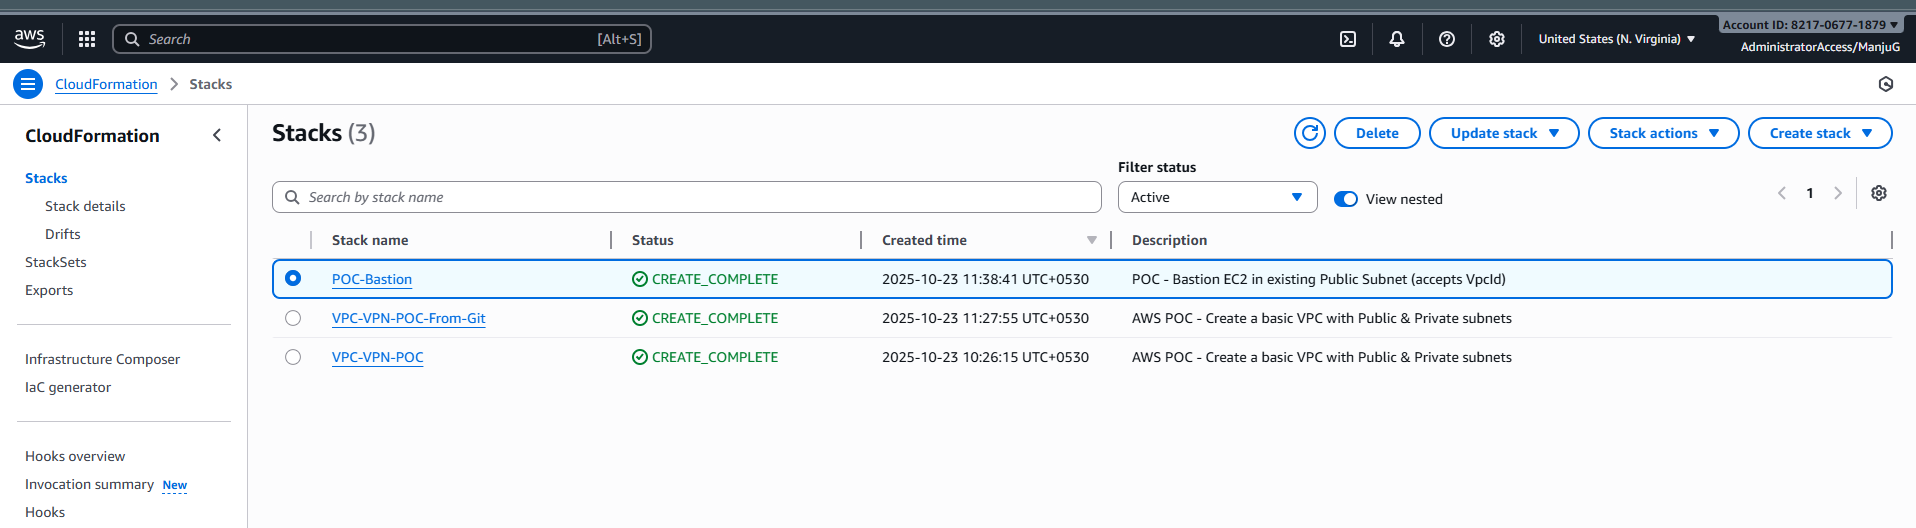 aws
Search [Alt+S]
United States (N. Virginia)
Account ID: 8217-0677-1879
AdministratorAccess/ManjuG
CloudFormation
Stacks
CloudFormation
Stacks
Stack details
Drifts
StackSets
Exports
Infrastructure Composer
IaC generator
Hooks overview
Invocation summary New
Hooks
Stacks (3)
Delete
Update stack
Stack actions
Create stack
Search by stack name
Filter status
Active
View nested
1
Stack name Status Created time Description
POC-Bastion CREATE_COMPLETE 2025-10-23 11:38:41 UTC+0530 POC - Bastion EC2 in existing Public Subnet (accepts VpcId)
VPC-VPN-POC-From-Git CREATE_COMPLETE 2025-10-23 11:27:55 UTC+0530 AWS POC - Create a basic VPC with Public & Private subnets
VPC-VPN-POC CREATE_COMPLETE 2025-10-23 10:26:15 UTC+0530 AWS POC - Create a basic VPC with Public & Private subnets